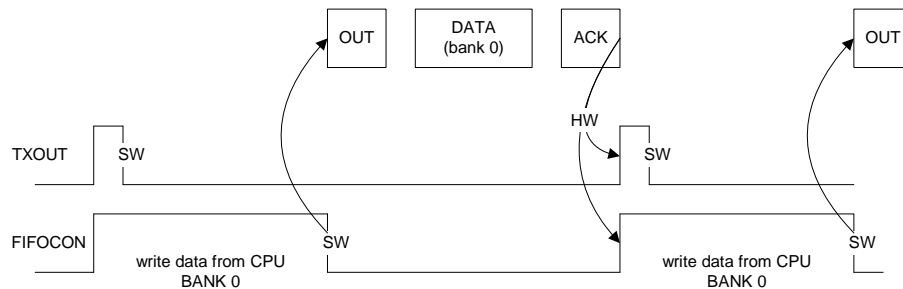 OUT
DATA
(bank 0)
ACK
OUT
HW
TXOUT
SW
SW
FIFOCON
SW
SW
write data from CPU
BANK 0
write data from CPU
BANK 0